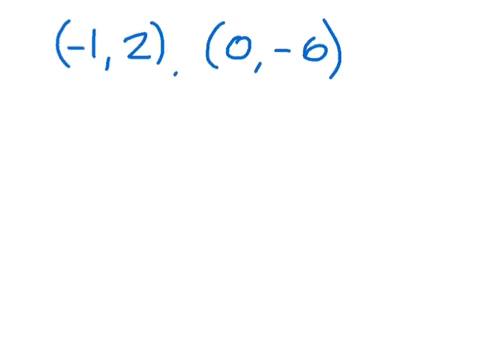 (-1, 2). (0, -6)